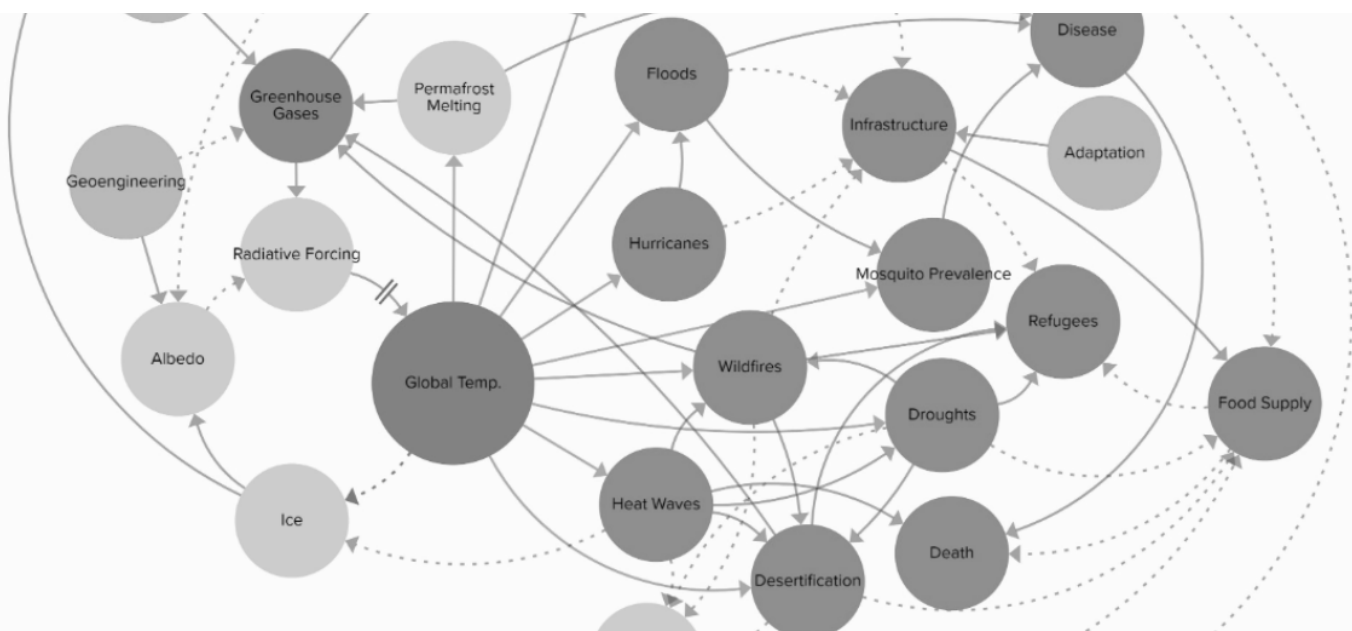 Disease
Floods
Permafrost
Melting
Greenhouse
Gases
Infrastructure
Adaptation
Geoengineering
Hurricanes
Radiative Forcing
Mosquito Prevalence
Refugees
Albedo
Wildfires
Global Temp.
Food Supply
Droughts
Heat Waves
Ice
Death
Desertification